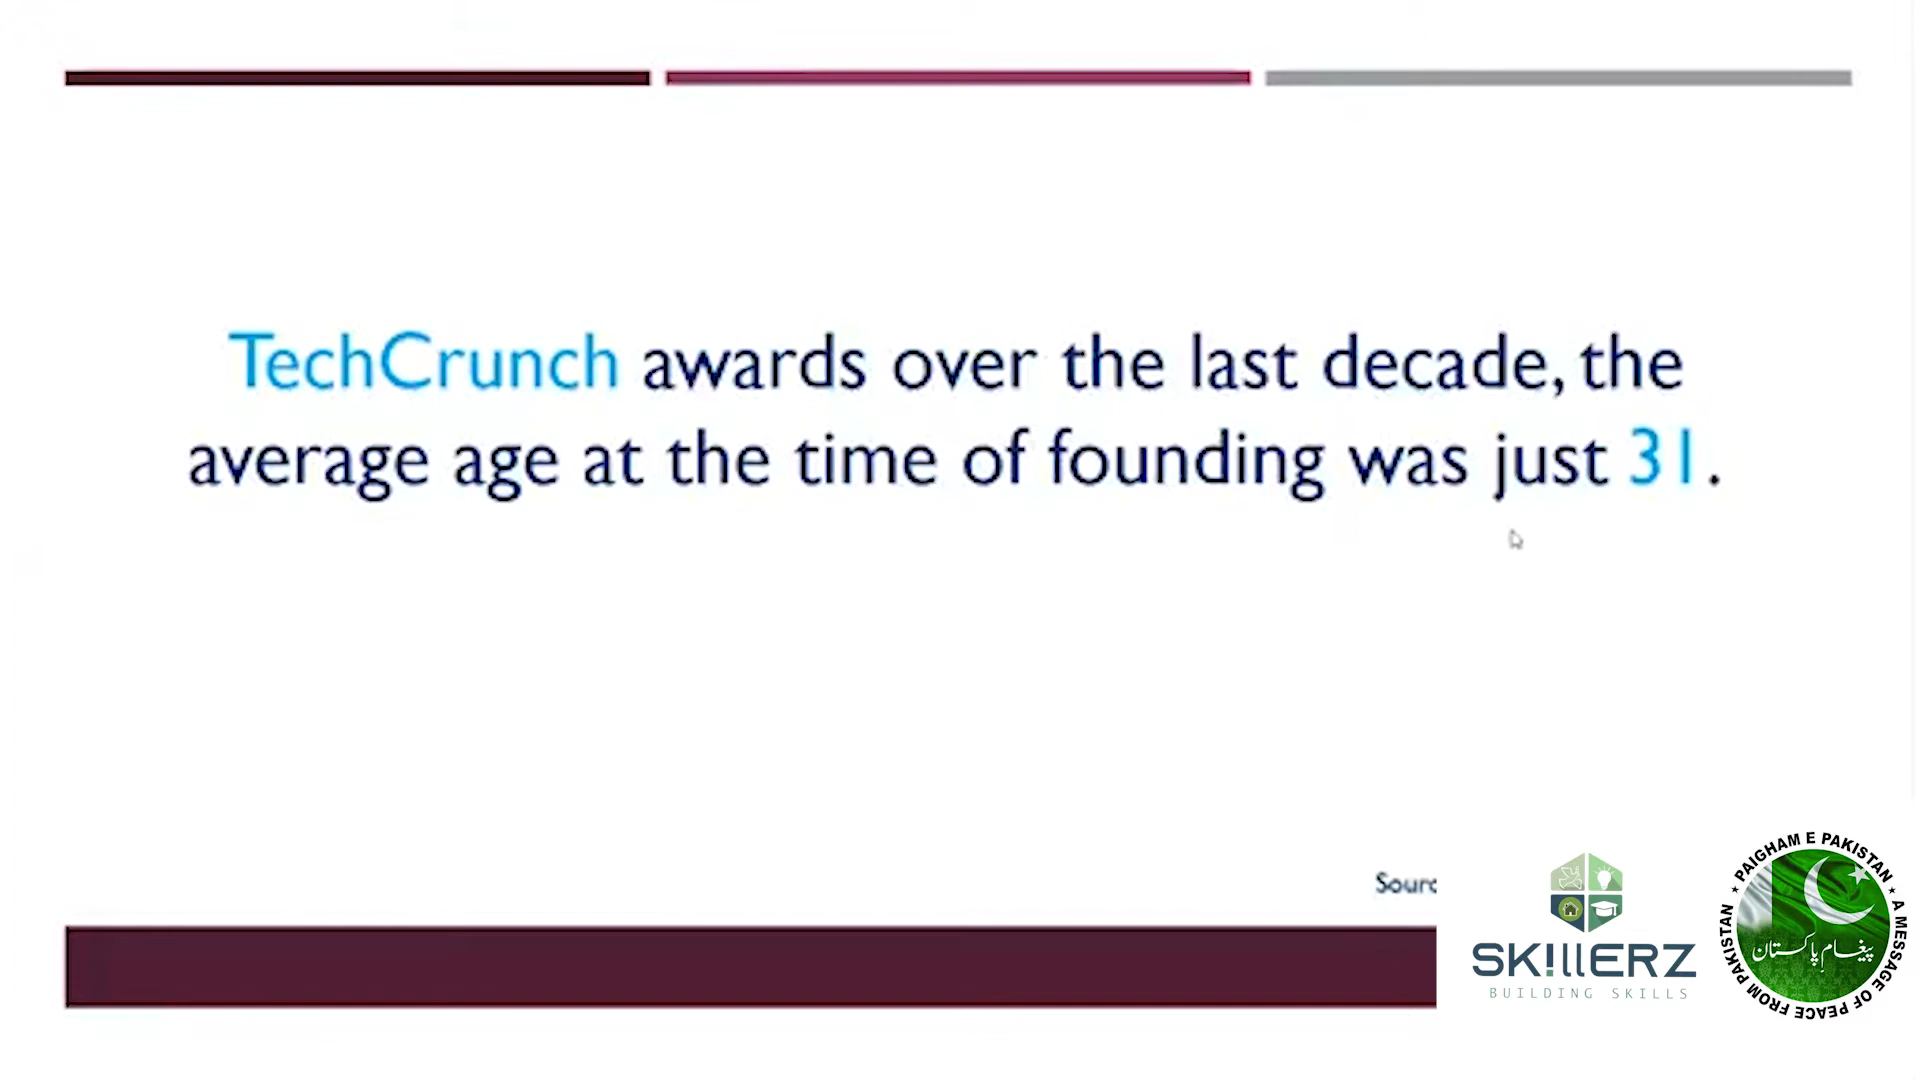 TechCrunch awards over the last decade, the
average age at the time of founding was just 31.
Sourc
SK!llERZ
BUILDING SKILLS
PAIGHAM E PAKISTAN
★ A MESSAGE OF PEACE FROM PAKISTAN ★
پیغامِ پاکستان